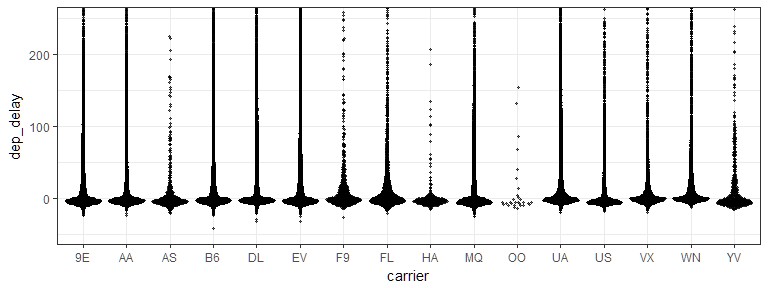 dep_delay
200
100
0
9E AA AS B6 DL EV F9 FL HA MQ OO UA US VX WN YV
carrier